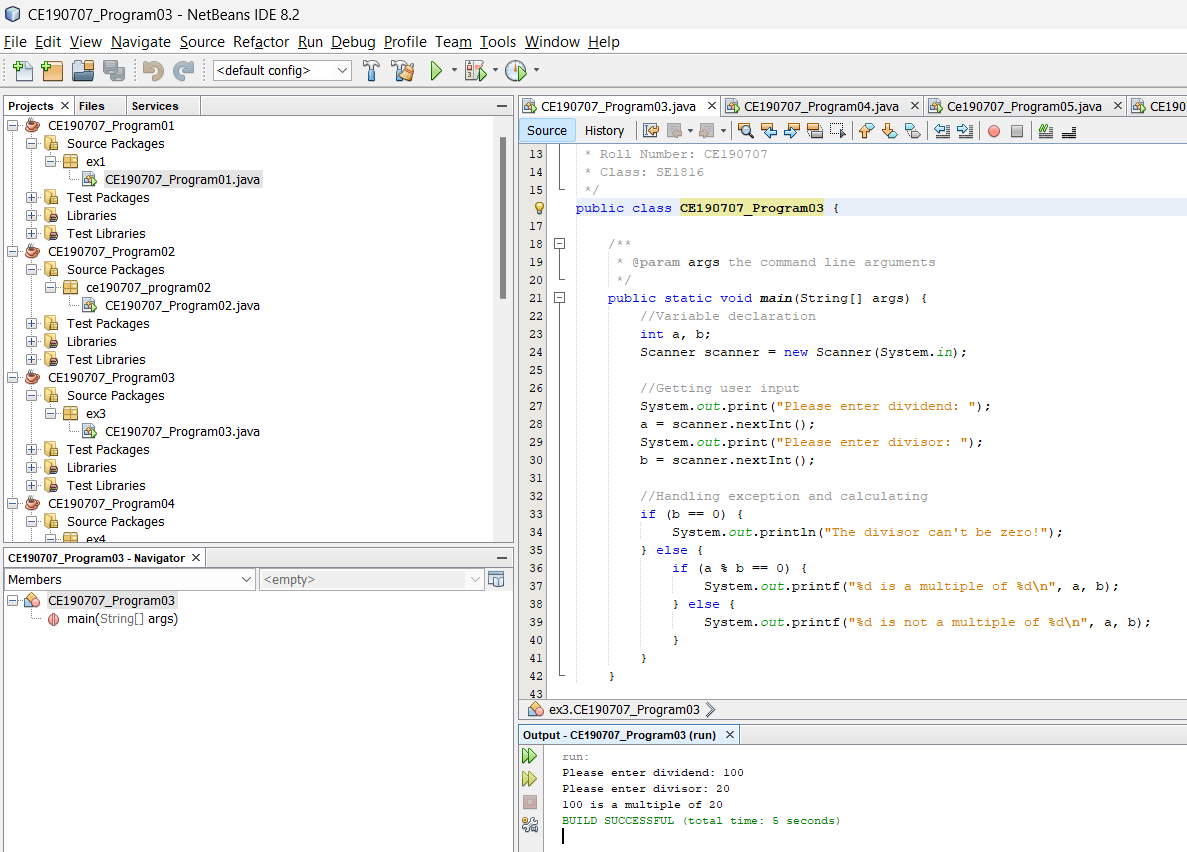 CE190707_Program03 - NetBeans IDE 8.2
File Edit View Navigate Source Refactor Run Debug Profile Team Tools Window Help
<default config>
Projects Files Services
CE190707_Program01
Source Packages
ex1
CE190707_Program01.java
Test Packages
Libraries
Test Libraries
CE190707_Program02
Source Packages
ce190707_program02
CE190707_Program02.java
Test Packages
Libraries
Test Libraries
CE190707_Program03
Source Packages
ex3
CE190707_Program03.java
Test Packages
Libraries
Test Libraries
CE190707_Program04
Source Packages
ex4
CE190707_Program03 - Navigator
Members <empty>
CE190707_Program03
main(String[] args)
CE190707_Program03.java CE190707_Program04.java Ce190707_Program05.java CE190
Source History
13 * Roll Number: CE190707
14 * Class: SE1816
15 */
public class CE190707_Program03 {
17
18 /**
19 * @param args the command line arguments
20 */
21 public static void main(String[] args) {
22 //Variable declaration
23 int a, b;
24 Scanner scanner = new Scanner(System.in);
25
26 //Getting user input
27 System.out.print("Please enter dividend: ");
28 a = scanner.nextInt();
29 System.out.print("Please enter divisor: ");
30 b = scanner.nextInt();
31
32 //Handling exception and calculating
33 if (b == 0) {
34 System.out.println("The divisor can't be zero!");
35 } else {
36 if (a % b == 0) {
37 System.out.printf("%d is a multiple of %d\n", a, b);
38 } else {
39 System.out.printf("%d is not a multiple of %d\n", a, b);
40 }
41 }
42 }
43
ex3.CE190707_Program03
Output - CE190707_Program03 (run)
run:
Please enter dividend: 100
Please enter divisor: 20
100 is a multiple of 20
BUILD SUCCESSFUL (total time: 5 seconds)